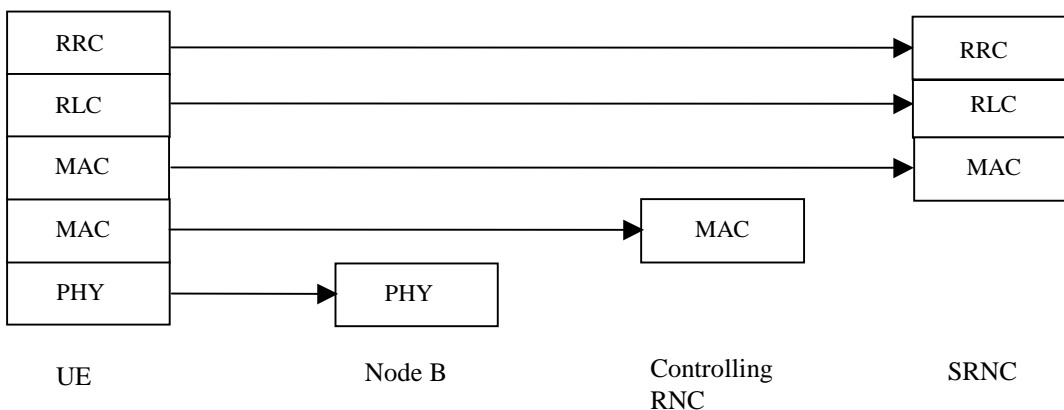 RRC RRC
RLC RLC
MAC MAC
MAC MAC
PHY PHY
UE Node B Controlling SRNC
RNC